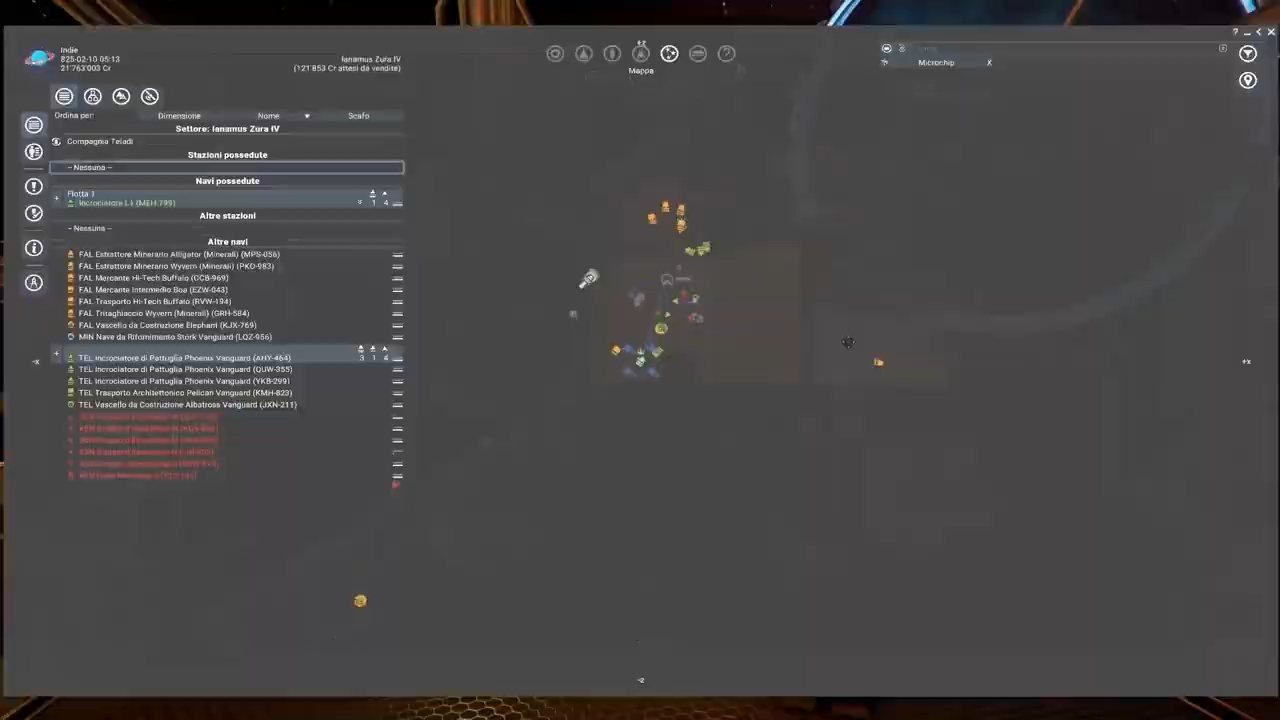 Indie
825-02-10 05:13
21'763'003 Cr
Ianamus Zura IV
(121'853 Cr attesi da vendite)
Mappa
Microchip X
Ordina per:
Dimensione
Nome
Scafo
Settore: Ianamus Zura IV
Compagnia Teladi
Stazioni possedute
-- Nessuna --
Navi possedute
Flotta 1
Incrociatore L1 (MEH-799)
1 4
Altre stazioni
-- Nessuna --
Altre navi
FAL Estrattore Minerario Alligator (Minerali) (MPS-056)
FAL Estrattore Minerario Wyvern (Minerali) (PKO-983)
FAL Mercante Hi-Tech Buffalo (CCB-969)
FAL Mercante Intermedio Boa (EZW-043)
FAL Trasporto Hi-Tech Buffalo (RVW-194)
FAL Tritaghiaccio Wyvern (Minerali) (GRH-584)
FAL Vascello da Costruzione Elephant (KJX-769)
MIN Nave da Rifornimento Stork Vanguard (LQZ-956)
3 1 4
TEL Incrociatore di Pattuglia Phoenix Vanguard (AHY-464)
TEL Incrociatore di Pattuglia Phoenix Vanguard (QUW-355)
TEL Incrociatore di Pattuglia Phoenix Vanguard (YKB-299)
TEL Trasporto Architettonico Pelican Vanguard (KMH-823)
TEL Vascello da Costruzione Albatross Vanguard (JXN-211)
-X
+X
-Z